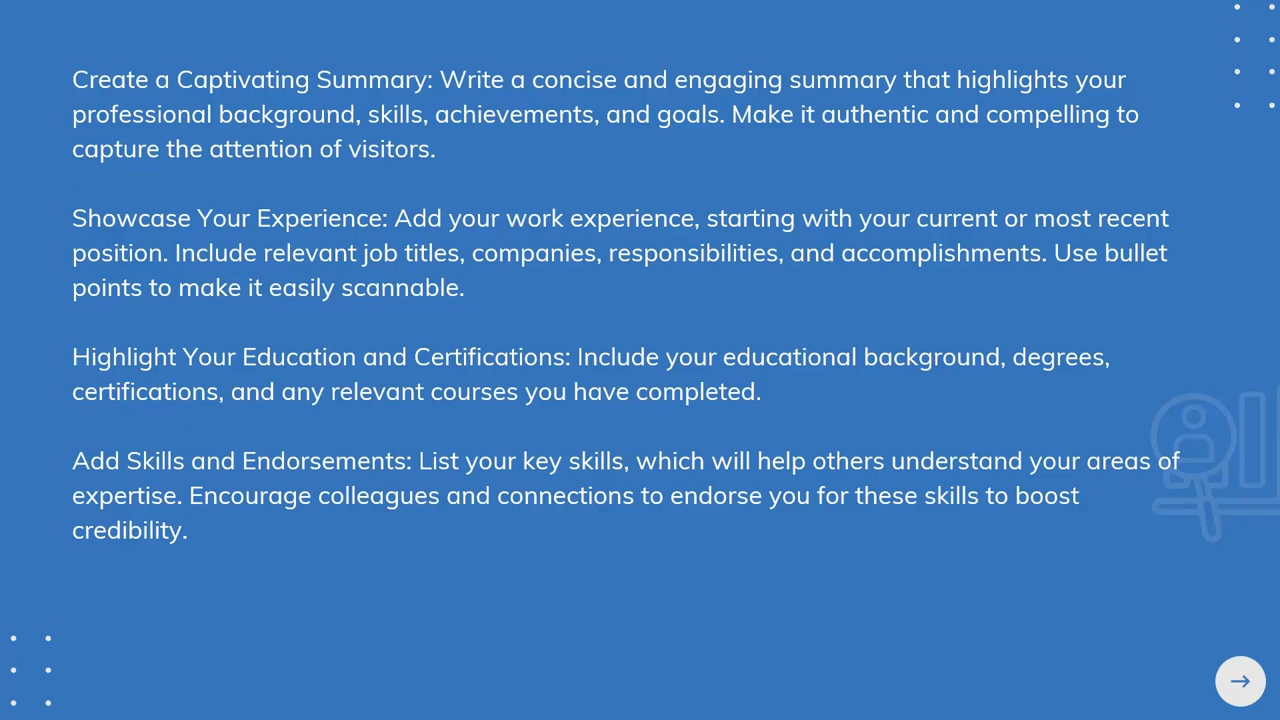 Create a Captivating Summary: Write a concise and engaging summary that highlights your
professional background, skills, achievements, and goals. Make it authentic and compelling to
capture the attention of visitors.
Showcase Your Experience: Add your work experience, starting with your current or most recent
position. Include relevant job titles, companies, responsibilities, and accomplishments. Use bullet
points to make it easily scannable.
Highlight Your Education and Certifications: Include your educational background, degrees,
certifications, and any relevant courses you have completed.
Add Skills and Endorsements: List your key skills, which will help others understand your areas of
expertise. Encourage colleagues and connections to endorse you for these skills to boost
credibility.